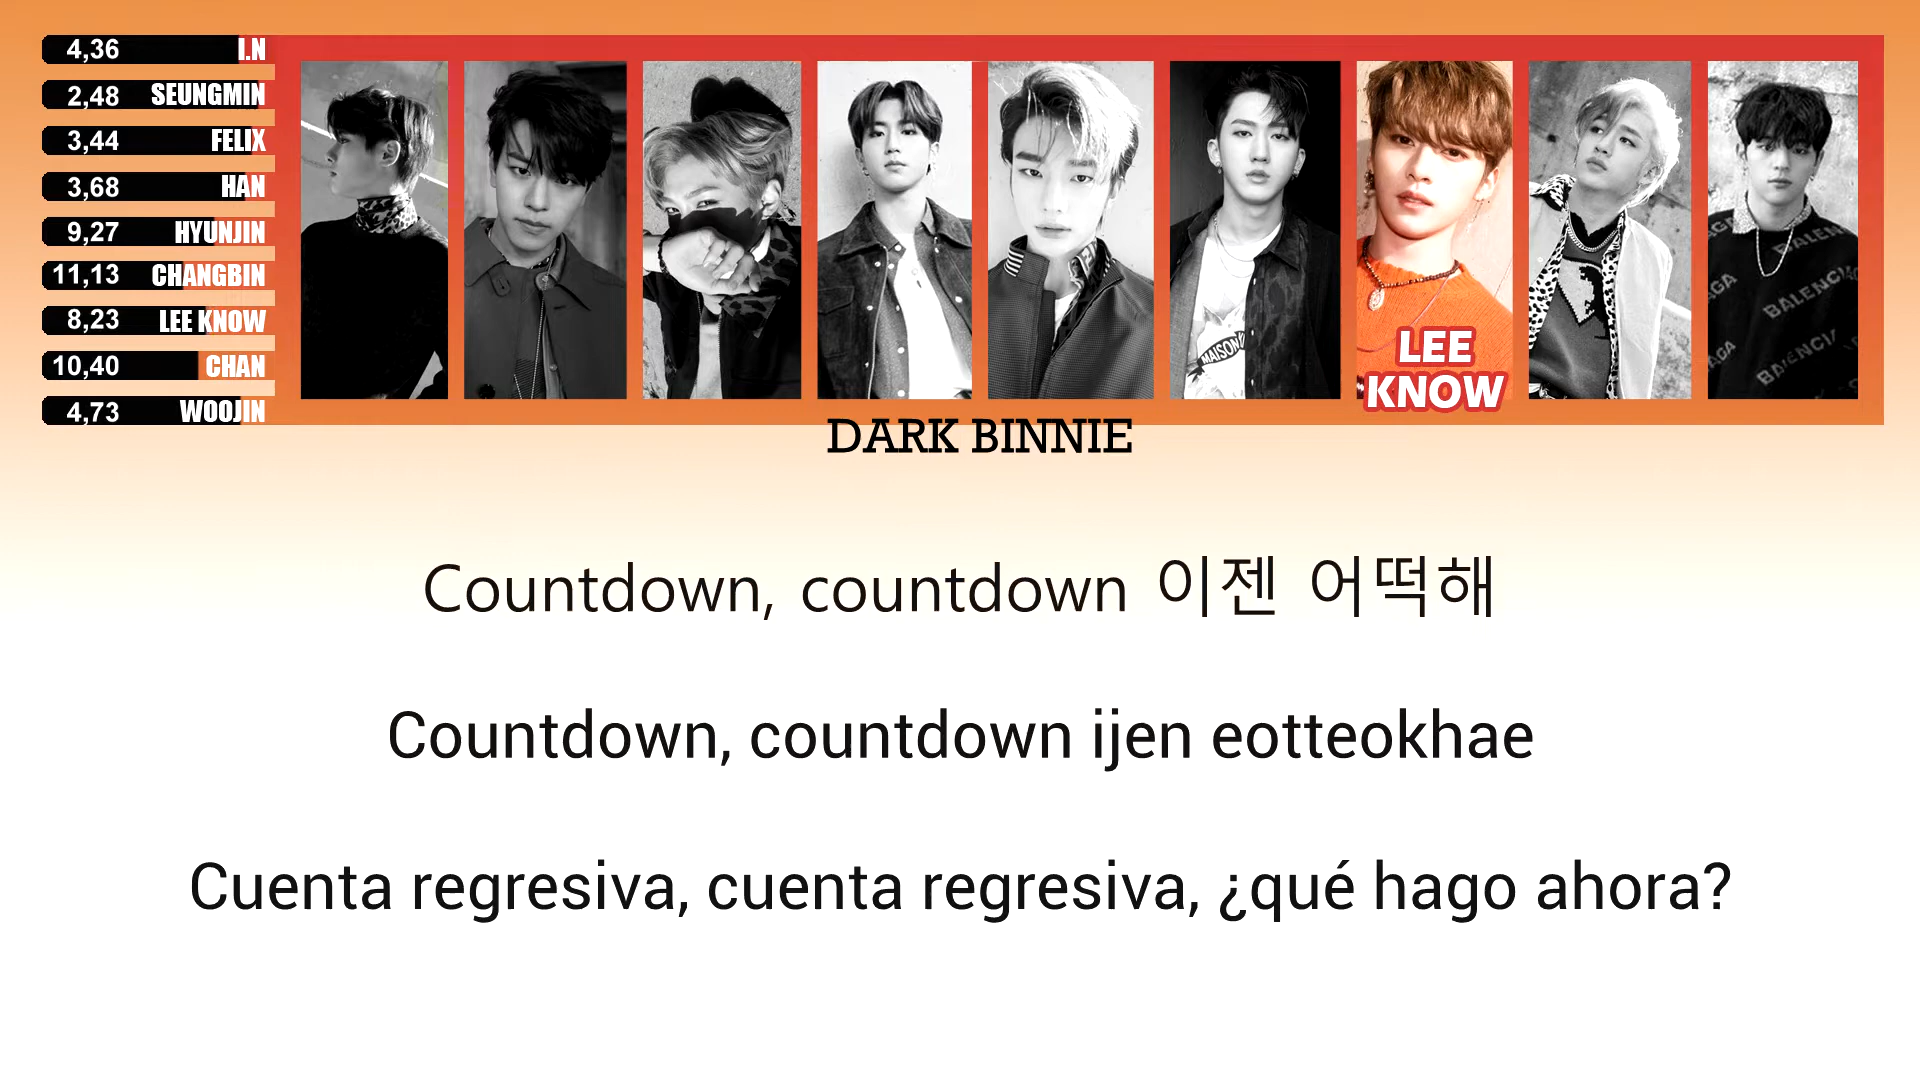 4,36 I.N
2,48 SEUNGMIN
3,44 FELIX
3,68 HAN
9,27 HYUNJIN
11,13 CHANGBIN
8,23 LEE KNOW
10,40 CHAN
4,73 WOOJIN
MAISON
BALENCI
LEE
KNOW
DARK BINNIE
Countdown, countdown 이젠 어떡해
Countdown, countdown ijen eotteokhae
Cuenta regresiva, cuenta regresiva, ¿qué hago ahora?